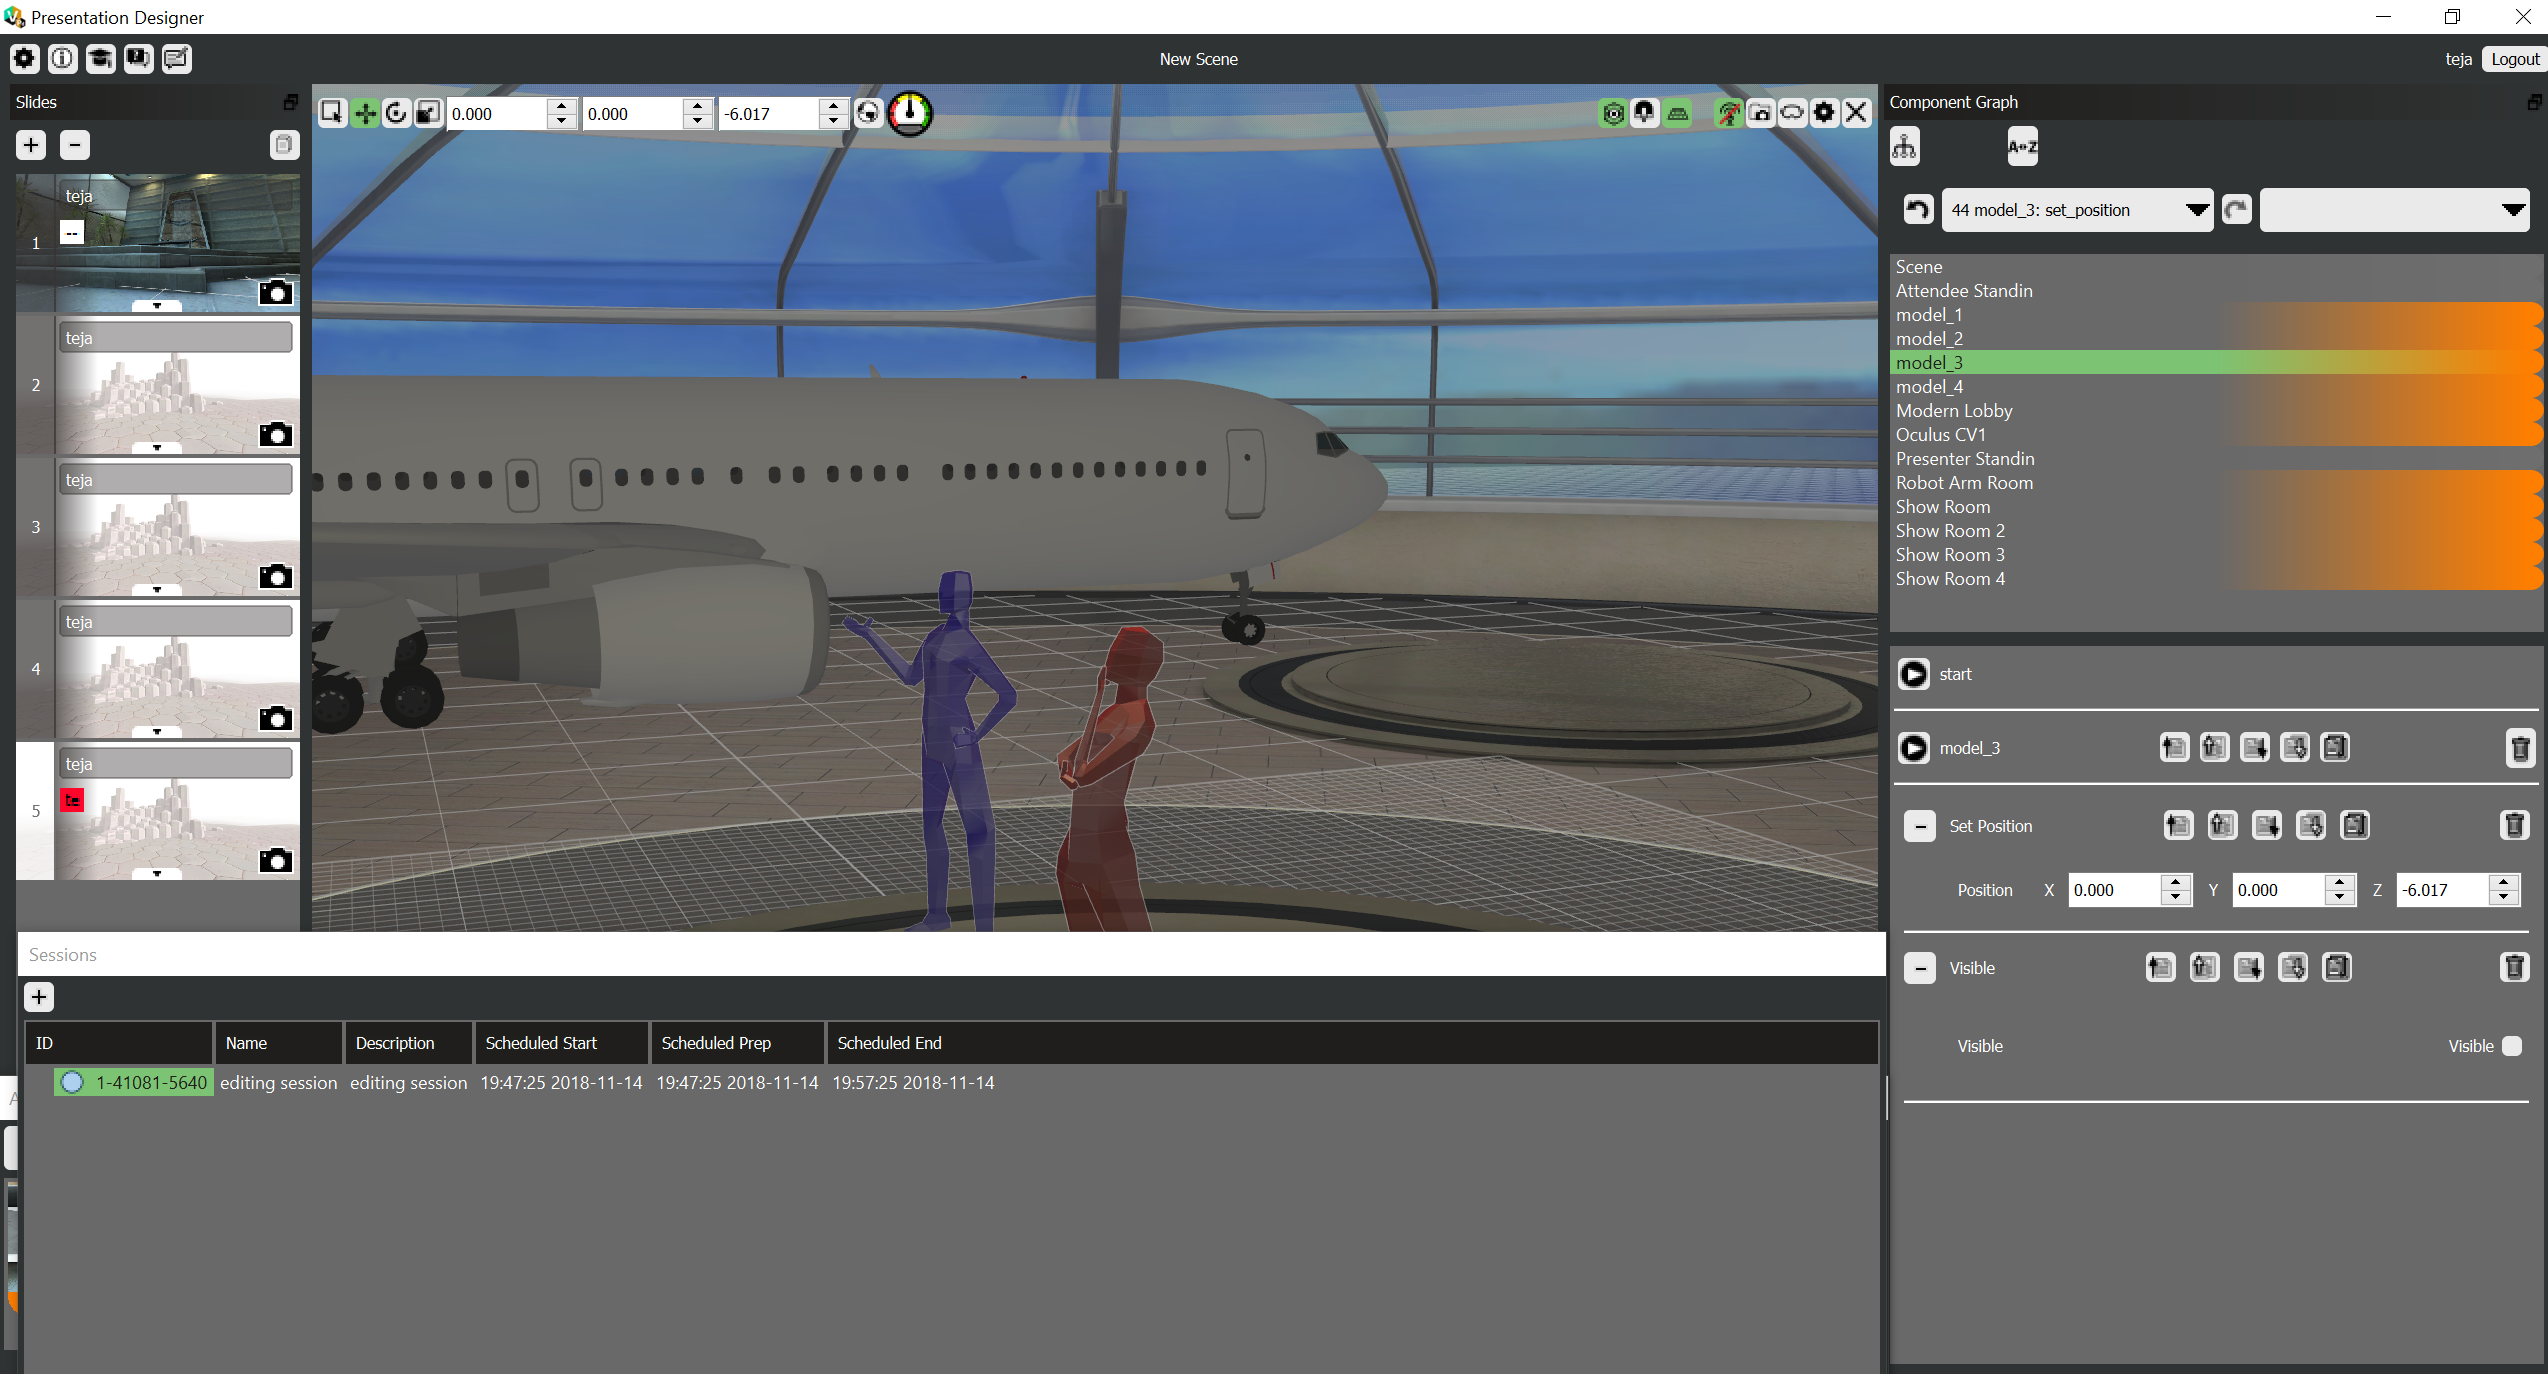 Presentation Designer
New Scene
teja Logout
Slides
0.000 0.000 -6.017
Component Graph
A Z
44 model_3: set_position
teja
--
1
teja
2
teja
3
teja
4
teja
te
5
Scene
Attendee Standin
model_1
model_2
model_3
model_4
Modern Lobby
Oculus CV1
Presenter Standin
Robot Arm Room
Show Room
Show Room 2
Show Room 3
Show Room 4
start
model_3
Set Position
Position X 0.000 Y 0.000 Z -6.017
Visible
Visible Visible
Sessions
ID Name Description Scheduled Start Scheduled Prep Scheduled End
1-41081-5640 editing session editing session 19:47:25 2018-11-14 19:47:25 2018-11-14 19:57:25 2018-11-14